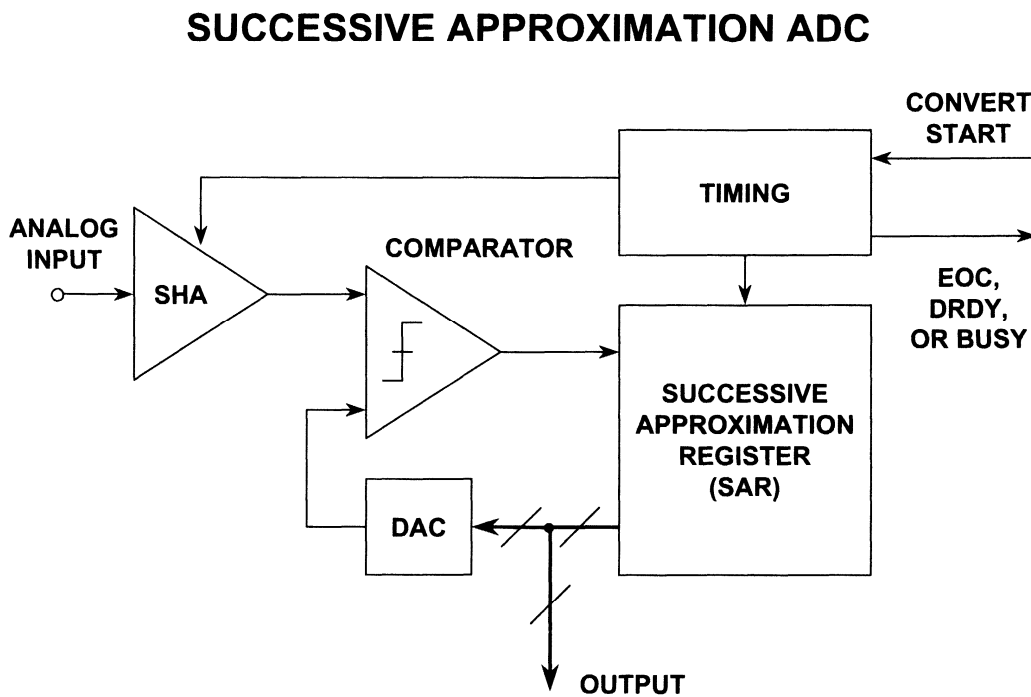 SUCCESSIVE APPROXIMATION ADC
CONVERT
START
TIMING
ANALOG
INPUT
COMPARATOR
SHA
EOC,
DRDY,
OR BUSY
SUCCESSIVE
APPROXIMATION
REGISTER
(SAR)
DAC
OUTPUT